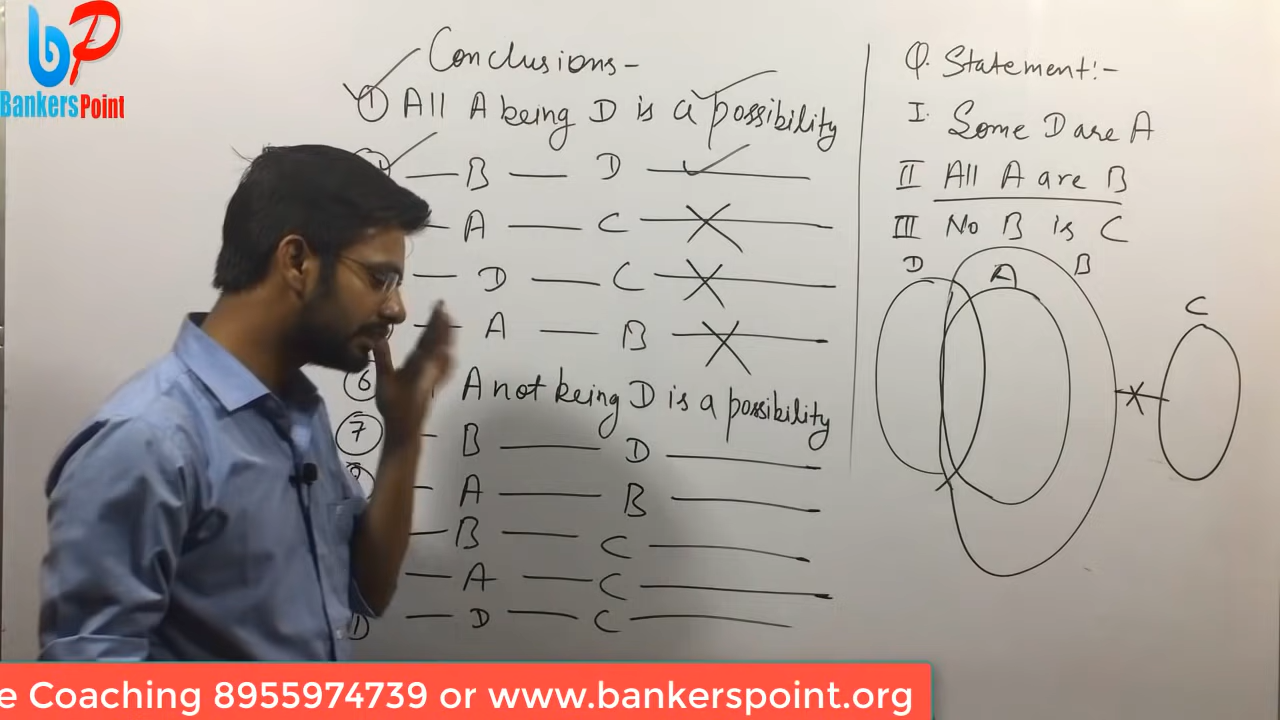 bp
BankersPoint
Conclusions-
① All A being D is a possibility
B D
A C
D C
A B
⑥ A not being D is a possibility
⑦ B D
A B
B C
A C
D C
Q. Statement:-
I. Some D are A
II All A are B
III No B is C
D A B C
e Coaching 8955974739 or www.bankerspoint.org